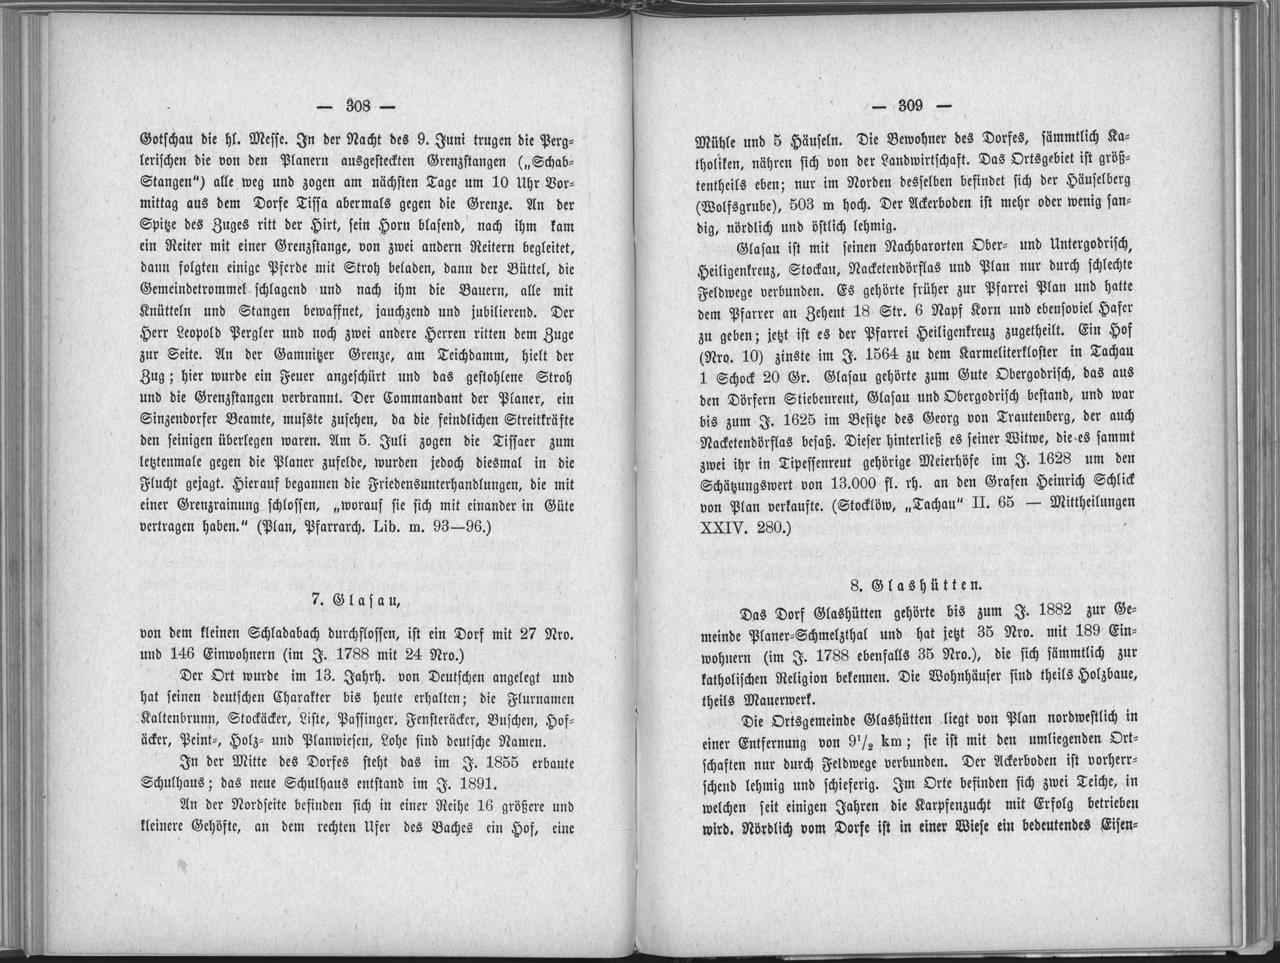 — 308 —
Gotschau die hl. Messe. In der Nacht des 9. Juni trugen die Perg-
lerischen die von den Planern ausgesteckten Grenzstangen („Schab-
Stangen“) alle weg und zogen am nächsten Tage um 10 Uhr Vor-
mittag aus dem Dorfe Tissa abermals gegen die Grenze. An der
Spitze des Zuges ritt der Hirt, sein Horn blasend, nach ihm kam
ein Reiter mit einer Grenzstange, von zwei andern Reitern begleitet,
dann folgten einige Pferde mit Stroh beladen, dann der Büttel, die
Gemeindetrommel schlagend und nach ihm die Bauern, alle mit
Knütteln und Stangen bewaffnet, jauchzend und jubilierend. Der
Herr Leopold Pergler und noch zwei andere Herren ritten dem Zuge
zur Seite. An der Gamnitzer Grenze, am Teichdamm, hielt der
Zug; hier wurde ein Feuer angeschürt und das gestohlene Stroh
und die Grenzstangen verbrannt. Der Commandant der Planer, ein
Sinzendorfer Beamte, musste zusehen, da die feindlichen Streitkräfte
den seinigen überlegen waren. Am 5. Juli zogen die Tissaer zum
letztenmale gegen die Planer zufelde, wurden jedoch diesmal in die
Flucht gejagt. Hierauf begannen die Friedensunterhandlungen, die mit
einer Grenzrainung schlossen, „worauf sie sich mit einander in Güte
vertragen haben.“ (Plan, Pfarrarch. Lib. m. 93—96.)
7. Glasau,
von dem kleinen Schladabach durchflossen, ist ein Dorf mit 27 Nro.
und 146 Einwohnern (im J. 1788 mit 24 Nro.)
Der Ort wurde im 13. Jahrh. von Deutschen angelegt und
hat seinen deutschen Charakter bis heute erhalten; die Flurnamen
Kaltenbrunn, Stockäcker, Liste, Passinger, Fensteräcker, Buschen, Hof-
äcker, Peint-, Holz- und Planwiesen, Lohe sind deutsche Namen.
In der Mitte des Dorfes steht das im J. 1855 erbaute
Schulhaus; das neue Schulhaus entstand im J. 1891.
An der Nordseite befinden sich in einer Reihe 16 größere und
kleinere Gehöfte, an dem rechten Ufer des Baches ein Hof, eine
— 309 —
Mühle und 5 Häuseln. Die Bewohner des Dorfes, sämmtlich Ka-
tholiken, nähren sich von der Landwirtschaft. Das Ortsgebiet ist größ-
tentheils eben; nur im Norden desselben befindet sich der Häuselberg
(Wolfsgrube), 503 m hoch. Der Ackerboden ist mehr oder wenig san-
dig, nördlich und östlich lehmig.
Glasau ist mit seinen Nachbarorten Ober- und Untergodrisch,
Heiligenkreuz, Stockau, Nacketendörflas und Plan nur durch schlechte
Feldwege verbunden. Es gehörte früher zur Pfarrei Plan und hatte
dem Pfarrer an Zehent 18 Str. 6 Napf Korn und ebensoviel Hafer
zu geben; jetzt ist es der Pfarrei Heiligenkreuz zugetheilt. Ein Hof
(Nro. 10) zinste im J. 1564 zu dem Karmeliterkloster in Tachau
1 Schock 20 Gr. Glasau gehörte zum Gute Obergodrisch, das aus
den Dörfern Stiebenreut, Glasau und Obergodrisch bestand, und war
bis zum J. 1625 im Besitze des Georg von Trautenberg, der auch
Nacketendörflas besaß. Dieser hinterließ es seiner Witwe, die es sammt
zwei ihr in Tipessenreut gehörige Meierhöfe im J. 1628 um den
Schätzungswert von 13.000 fl. rh. an den Grafen Heinrich Schlick
von Plan verkaufte. (Stocklöw, „Tachau“ II. 65 — Mittheilungen
XXIV. 280.)
8. Glashütten.
Das Dorf Glashütten gehörte bis zum J. 1882 zur Ge-
meinde Planer-Schmelzthal und hat jetzt 35 Nro. mit 189 Ein-
wohnern (im J. 1788 ebenfalls 35 Nro.), die sich sämmtlich zur
katholischen Religion bekennen. Die Wohnhäuser sind theils Holzbaue,
theils Mauerwerk.
Die Ortsgemeinde Glashütten liegt von Plan nordwestlich in
einer Entfernung von 9½ km; sie ist mit den umliegenden Ort-
schaften nur durch Feldwege verbunden. Der Ackerboden ist vorherr-
schend lehmig und schieferig. Im Orte befinden sich zwei Teiche, in
welchen seit einigen Jahren die Karpfenzucht mit Erfolg betrieben
wird. Nördlich vom Dorfe ist in einer Wiese ein bedeutendes Eisen-